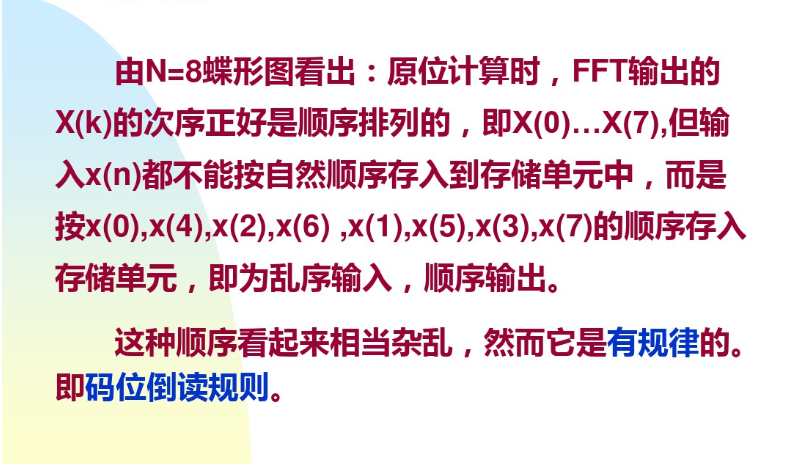 由N=8蝶形图看出：原位计算时，FFT输出的
X(k)的次序正好是顺序排列的，即X(0)…X(7),但输
入x(n)都不能按自然顺序存入到存储单元中，而是
按x(0),x(4),x(2),x(6) ,x(1),x(5),x(3),x(7)的顺序存入
存储单元，即为乱序输入，顺序输出。
这种顺序看起来相当杂乱，然而它是有规律的。
即码位倒读规则。